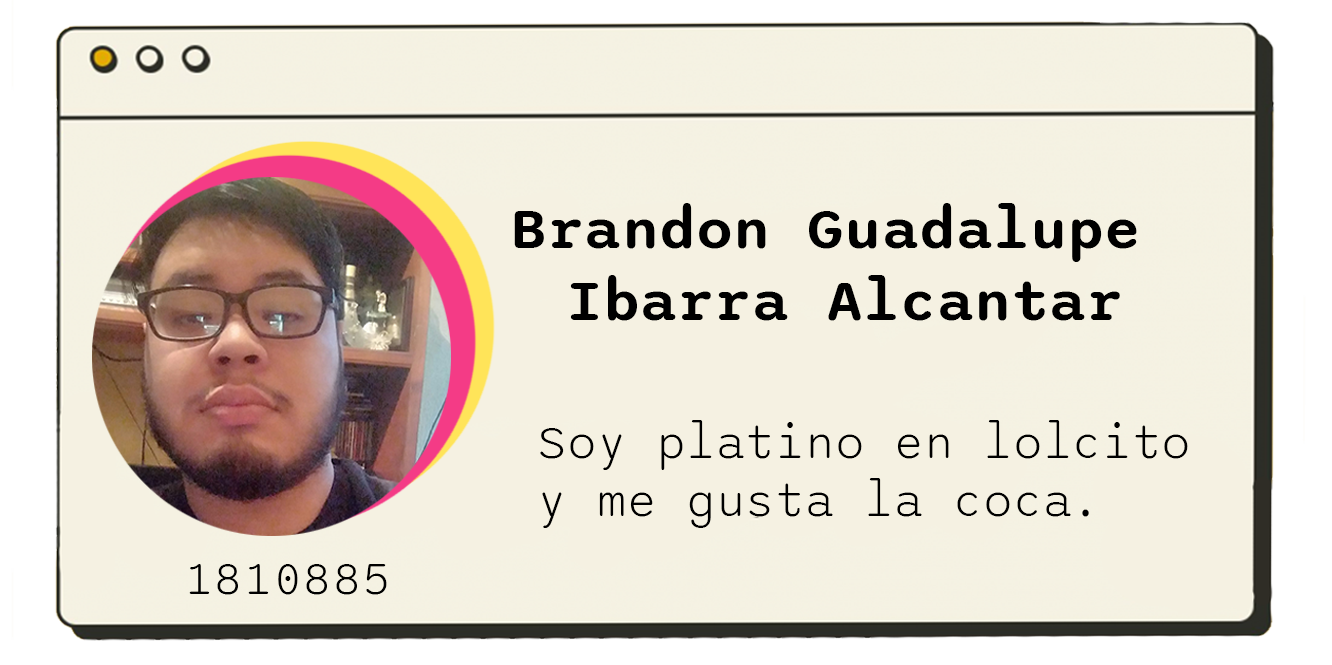 Brandon Guadalupe
Ibarra Alcantar
Soy platino en lolcito
y me gusta la coca.
1810885